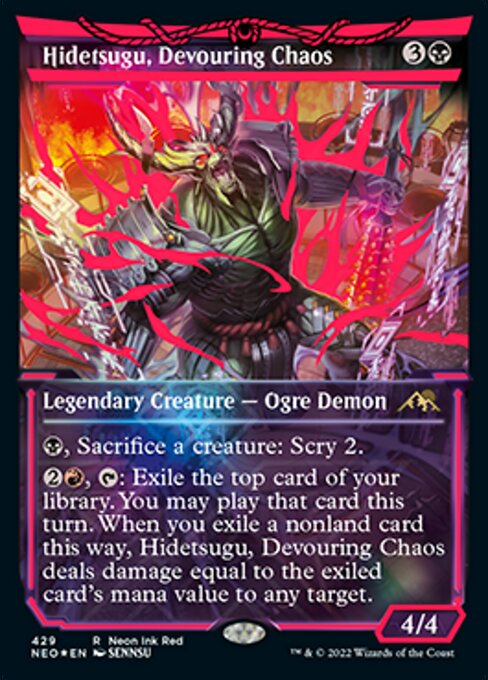 Hidetsugu, Devouring Chaos 3
Legendary Creature — Ogre Demon
, Sacrifice a creature: Scry 2.
2 , : Exile the top card of your
library. You may play that card this
turn. When you exile a nonland card
this way, Hidetsugu, Devouring Chaos
deals damage equal to the exiled
card's mana value to any target.
4/4
429 R Neon Ink Red
NEO★EN SENNSU
™ & © 2022 Wizards of the Coast